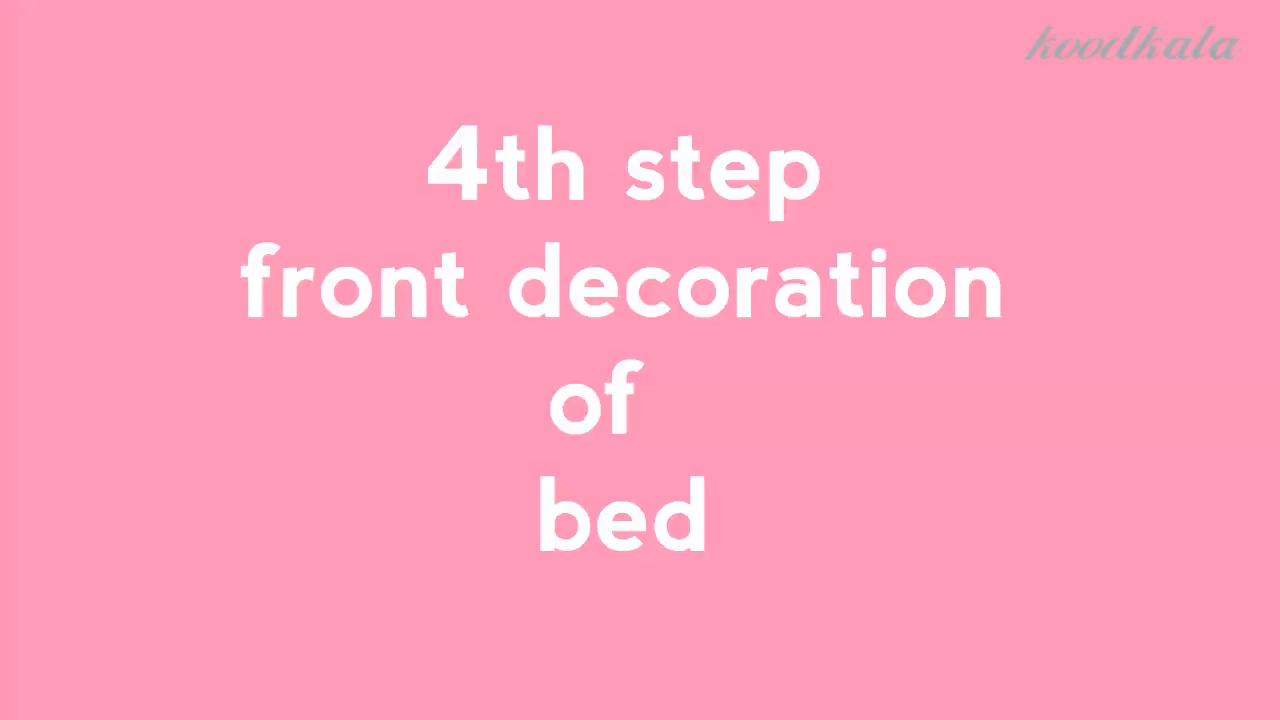 koodkala
4th step
front decoration
of
bed